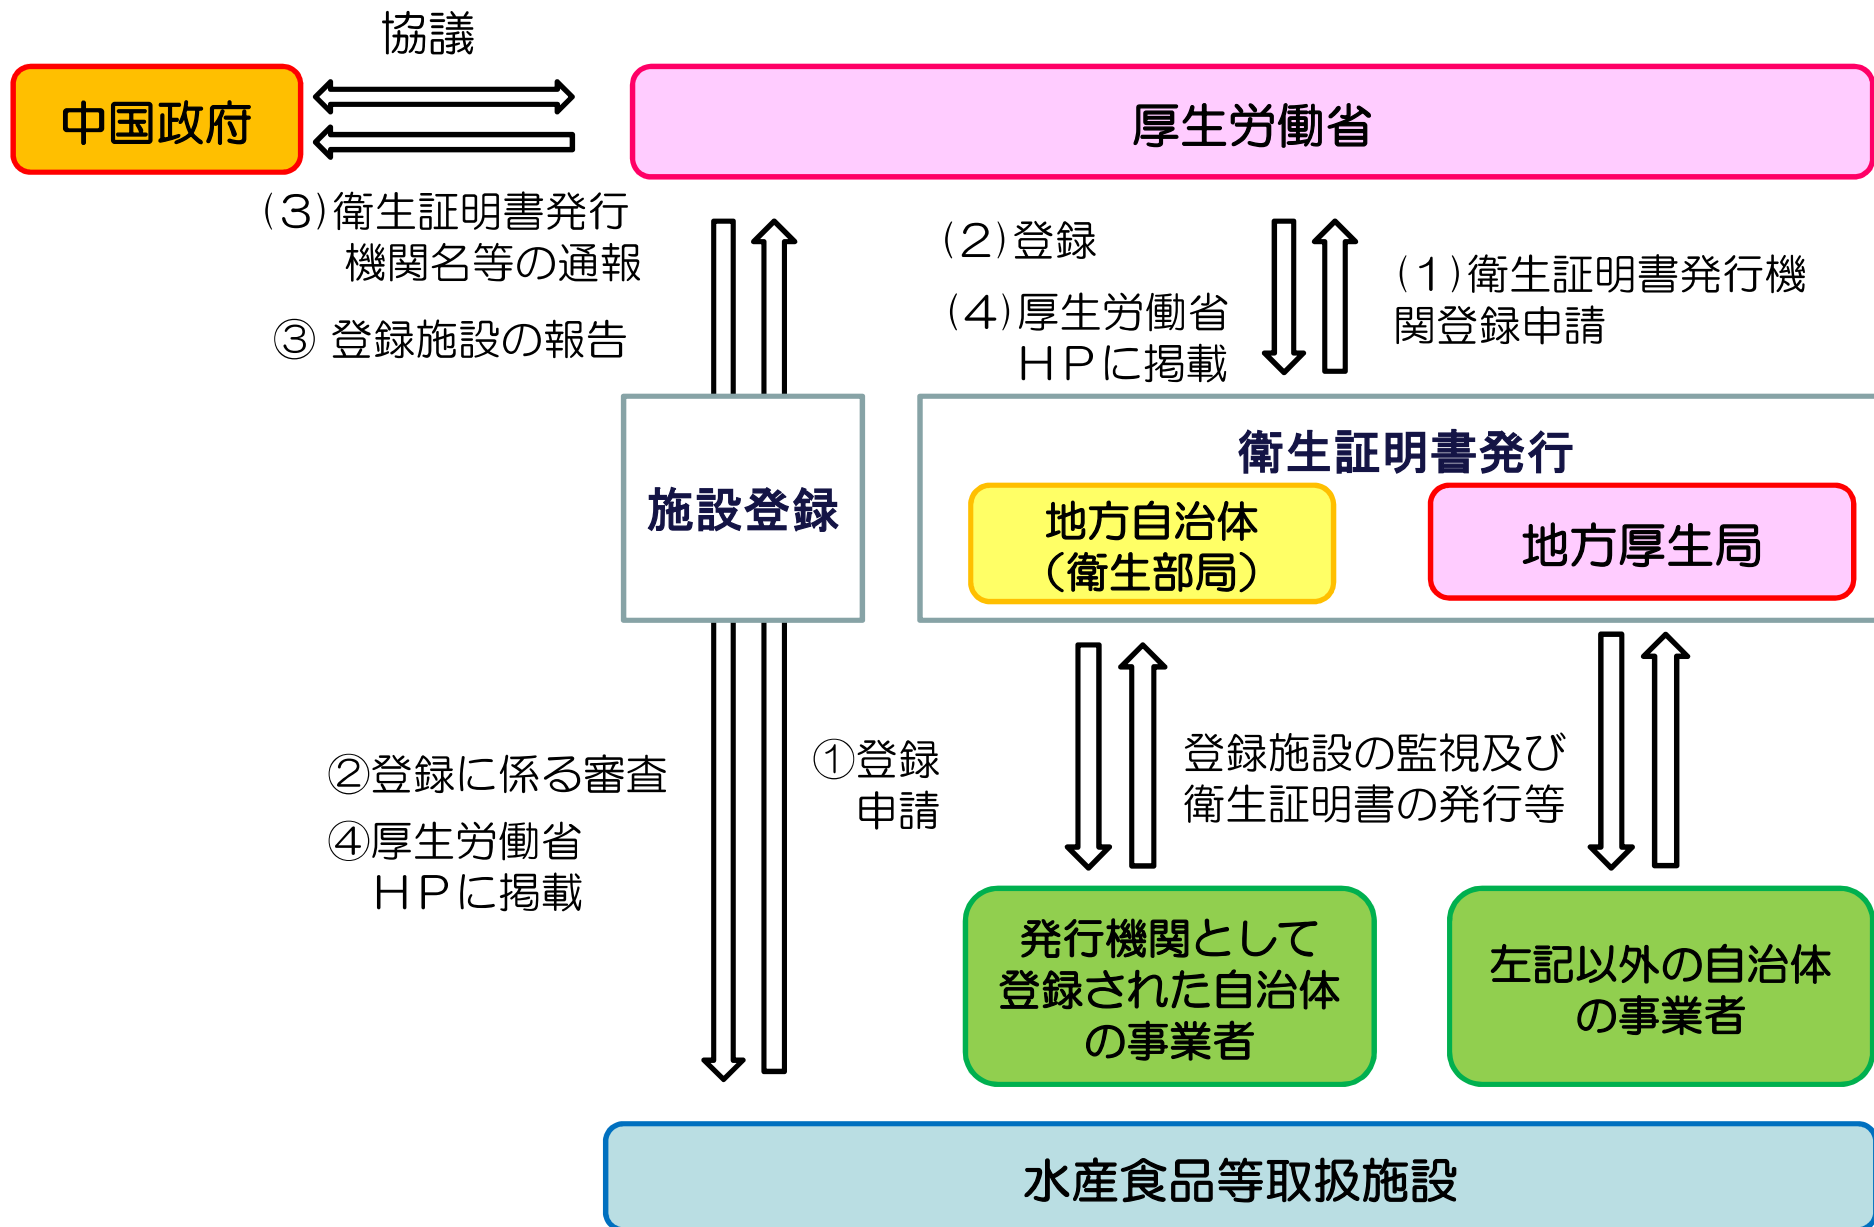 協議
中国政府
厚生労働省
(3)衛生証明書発行
機関名等の通報
③ 登録施設の報告
(2)登録
(4)厚生労働省
ＨＰに掲載
(1)衛生証明書発行機
関登録申請
施設登録
衛生証明書発行
地方自治体
（衛生部局）
地方厚生局
②登録に係る審査
④厚生労働省
ＨＰに掲載
①登録
申請
登録施設の監視及び
衛生証明書の発行等
発行機関として
登録された自治体
の事業者
左記以外の自治体
の事業者
水産食品等取扱施設